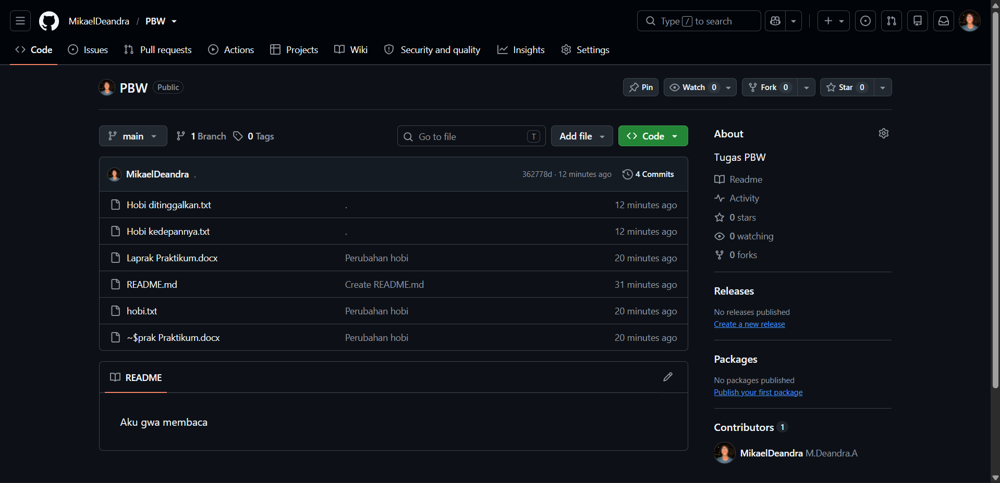 MikaelDeandra / PBW
Type / to search
Code Issues Pull requests Actions Projects Wiki Security and quality Insights Settings
PBW Public
Pin Watch 0 Fork 0 Star 0
main 1 Branch 0 Tags Go to file T Add file Code
MikaelDeandra . 362778d · 12 minutes ago 4 Commits
Hobi ditinggalkan.txt . 12 minutes ago
Hobi kedepannya.txt . 12 minutes ago
Laprak Praktikum.docx Perubahan hobi 20 minutes ago
README.md Create README.md 31 minutes ago
hobi.txt Perubahan hobi 20 minutes ago
~$prak Praktikum.docx Perubahan hobi 20 minutes ago
README
Aku gwa membaca
About
Tugas PBW
Readme
Activity
0 stars
0 watching
0 forks
Releases
No releases published
Create a new release
Packages
No packages published
Publish your first package
Contributors 1
MikaelDeandra M.Deandra.A